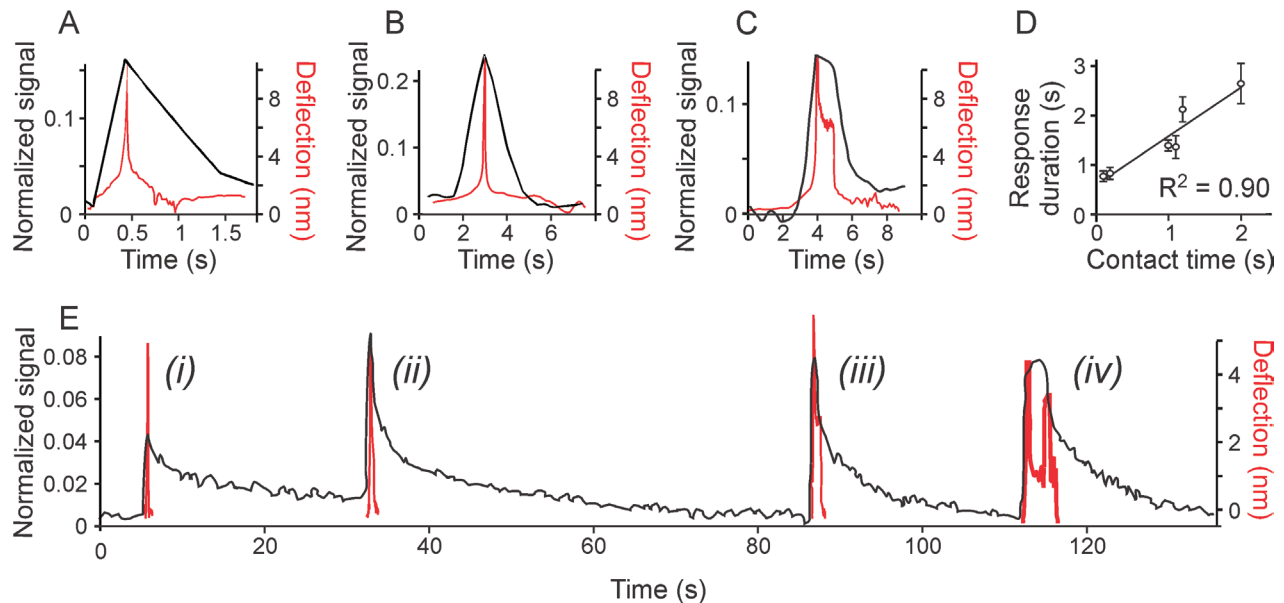 A
Normalized signal
0.1
0
8
4
0
Deflection (nm)
0
0.5
1.0
1.5
Time (s)
B
Normalized signal
0.2
0.1
0
8
4
0
Deflection (nm)
0
2
4
6
Time (s)
C
Normalized signal
0.1
0
8
4
0
Deflection (nm)
0
2
4
6
8
Time (s)
D
Response
duration (s)
3
2
1
0
R² = 0.90
0
1
2
Contact time (s)
E
Normalized signal
0.08
0.06
0.04
0.02
0
(i)
(ii)
(iii)
(iv)
4
2
0
Deflection (nm)
0
20
40
60
80
100
120
Time (s)